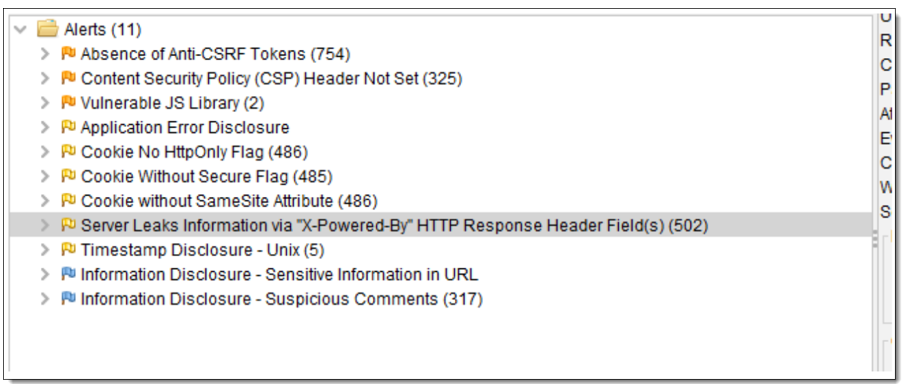 Alerts (11)
Absence of Anti-CSRF Tokens (754)
Content Security Policy (CSP) Header Not Set (325)
Vulnerable JS Library (2)
Application Error Disclosure
Cookie No HttpOnly Flag (486)
Cookie Without Secure Flag (485)
Cookie without SameSite Attribute (486)
Server Leaks Information via "X-Powered-By" HTTP Response Header Field(s) (502)
Timestamp Disclosure - Unix (5)
Information Disclosure - Sensitive Information in URL
Information Disclosure - Suspicious Comments (317)